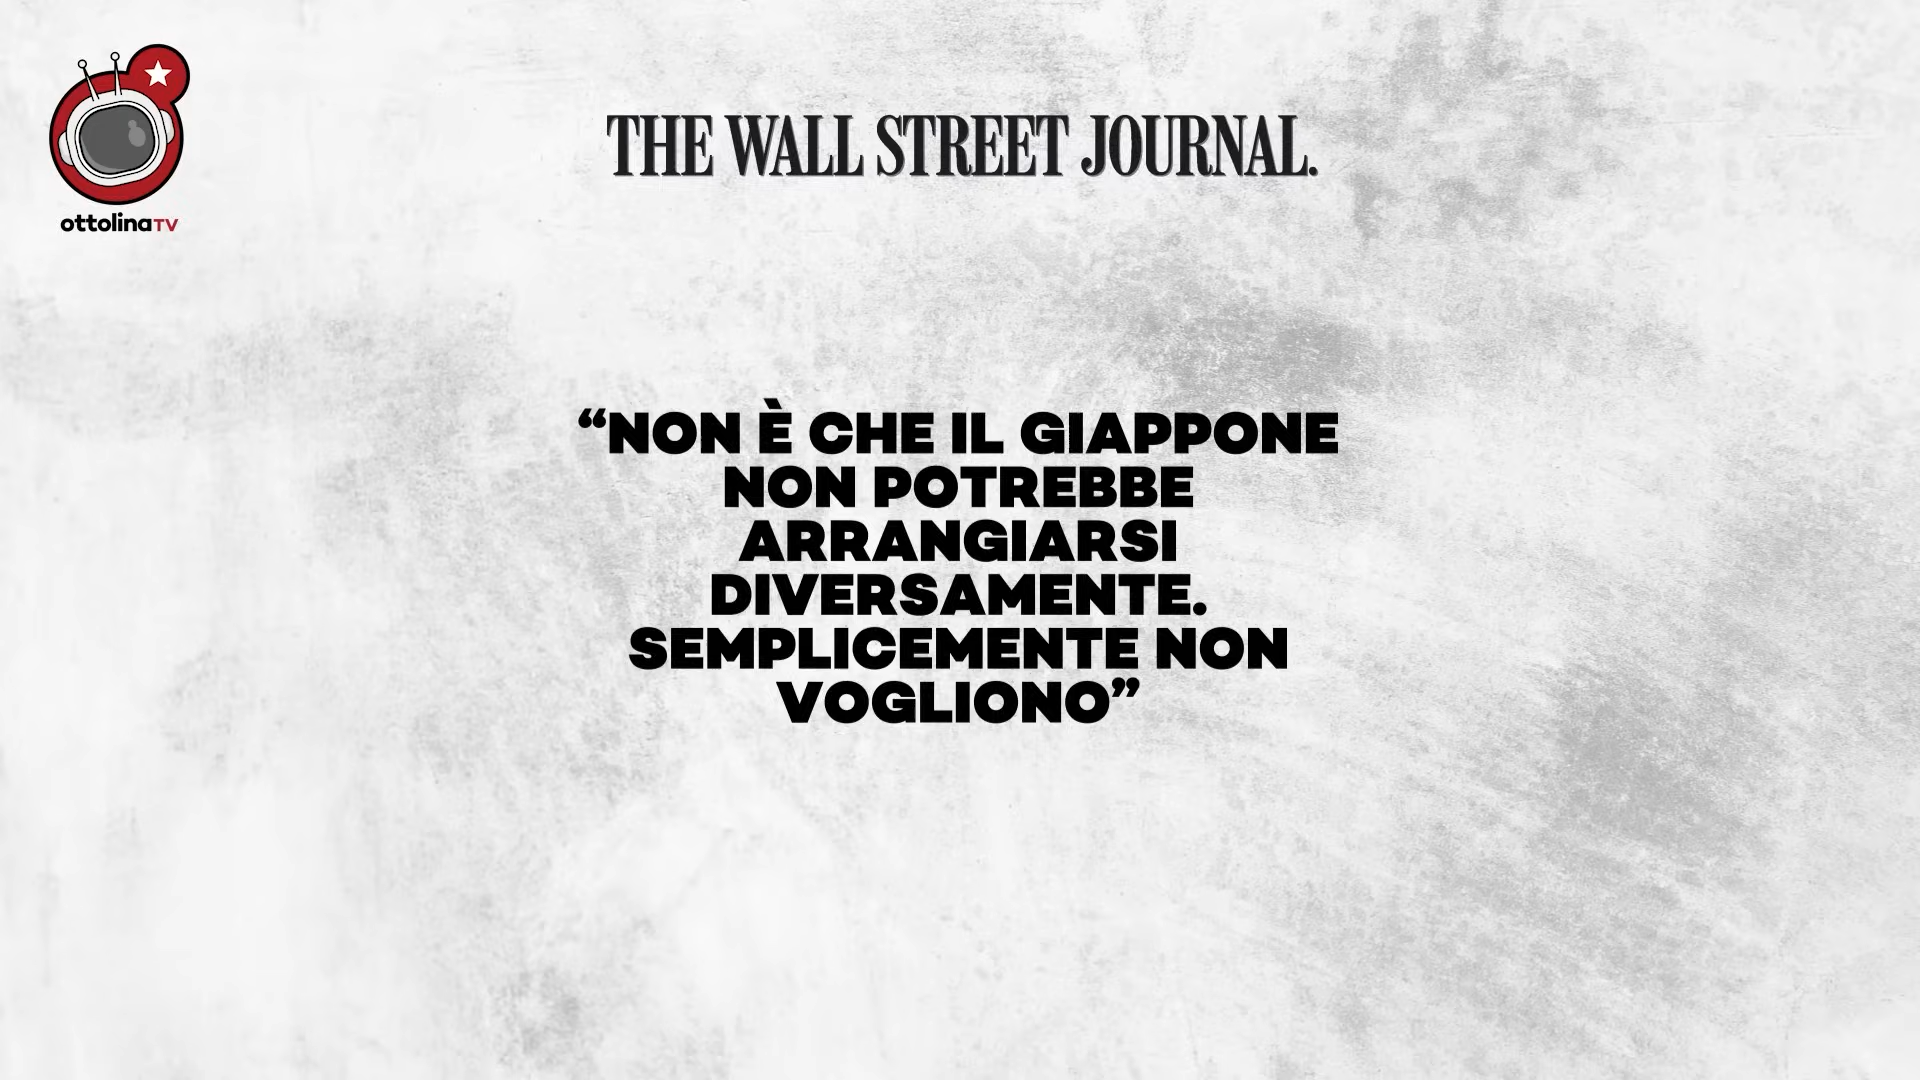 THE WALL STREET JOURNAL.
ottolinaTV
“NON È CHE IL GIAPPONE
NON POTREBBE
ARRANGIARSI
DIVERSAMENTE.
SEMPLICEMENTE NON
VOGLIONO”